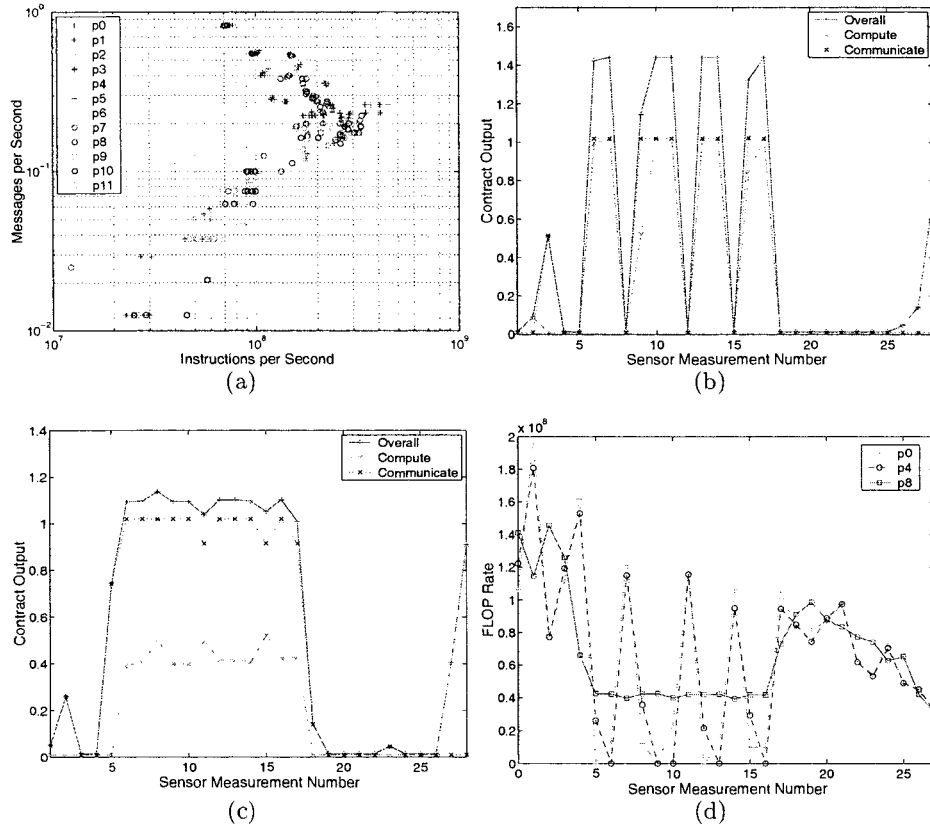 10^0
10^-1
10^-2
Messages per Second
p0
p1
p2
p3
p4
p5
p6
p7
p8
p9
p10
p11
10^7
10^8
10^9
Instructions per Second
(a)
1.6
1.4
1.2
1
0.8
0.6
0.4
0.2
0
Contract Output
Overall
Compute
Communicate
5
10
15
20
25
Sensor Measurement Number
(b)
1.4
1.2
1
0.8
0.6
0.4
0.2
0
Contract Output
Overall
Compute
Communicate
5
10
15
20
25
Sensor Measurement Number
(c)
x 10^8
2
1.8
1.6
1.4
1.2
1
0.8
0.6
0.4
0.2
0
FLOP Rate
p0
p4
p8
0
5
10
15
20
25
Sensor Measurement Number
(d)